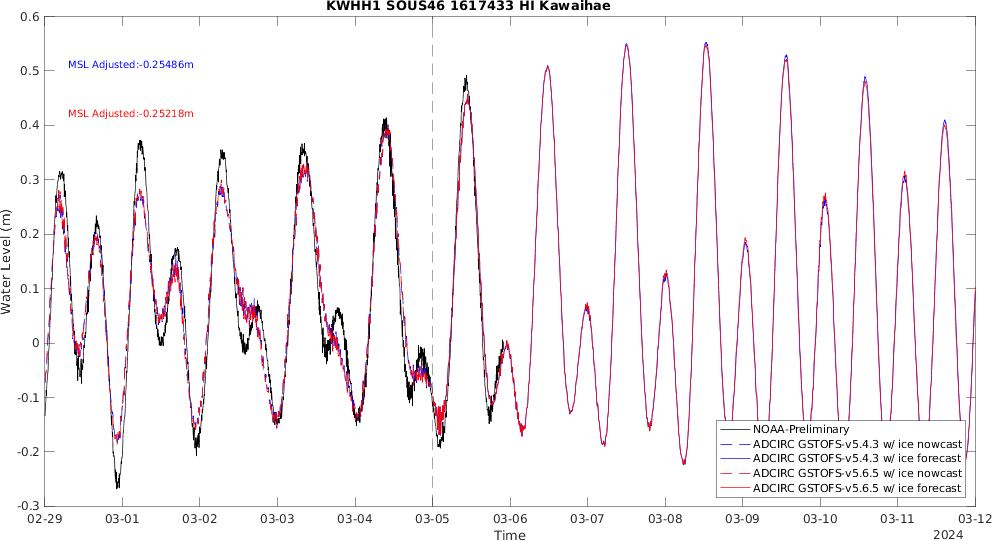 KWHH1 SOUS46 1617433 HI Kawaihae
MSL Adjusted:-0.25486m
MSL Adjusted:-0.25218m
Water Level (m)
0.6
0.5
0.4
0.3
0.2
0.1
0
-0.1
-0.2
-0.3
NOAA-Preliminary
ADCIRC GSTOFS-v5.4.3 w/ ice nowcast
ADCIRC GSTOFS-v5.4.3 w/ ice forecast
ADCIRC GSTOFS-v5.6.5 w/ ice nowcast
ADCIRC GSTOFS-v5.6.5 w/ ice forecast
02-29 03-01 03-02 03-03 03-04 03-05 03-06 03-07 03-08 03-09 03-10 03-11 03-12
Time
2024